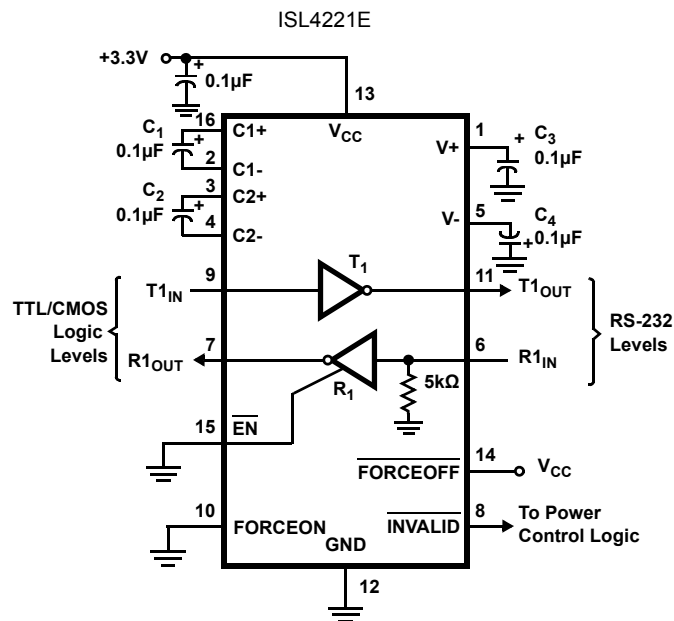 ISL4221E
+3.3V
+
0.1µF
13
16
C1+
VCC
1
C1
0.1µF
+
2
C1-
V+
+
C3
0.1µF
C2
0.1µF
3
C2+
+
4
C2-
V-
5
C4
0.1µF
+
T1
9
11
T1IN
T1OUT
TTL/CMOS
Logic
Levels
RS-232
Levels
7
6
R1OUT
R1IN
R1
5kΩ
15
E̅N̅
14
F̅O̅R̅C̅E̅O̅F̅F̅
VCC
10
FORCEON
8
I̅N̅V̅A̅L̅I̅D̅
To Power
Control Logic
GND
12